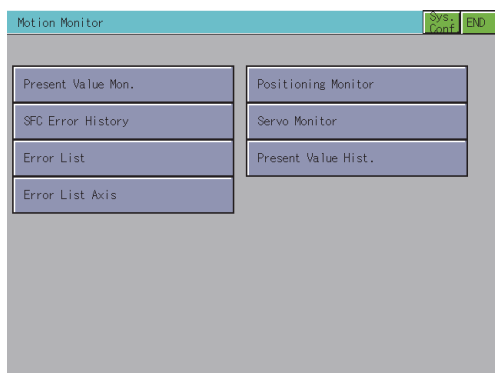 Motion Monitor
Sys. Conf
END
Present Value Mon.
SFC Error History
Error List
Error List Axis
Positioning Monitor
Servo Monitor
Present Value Hist.